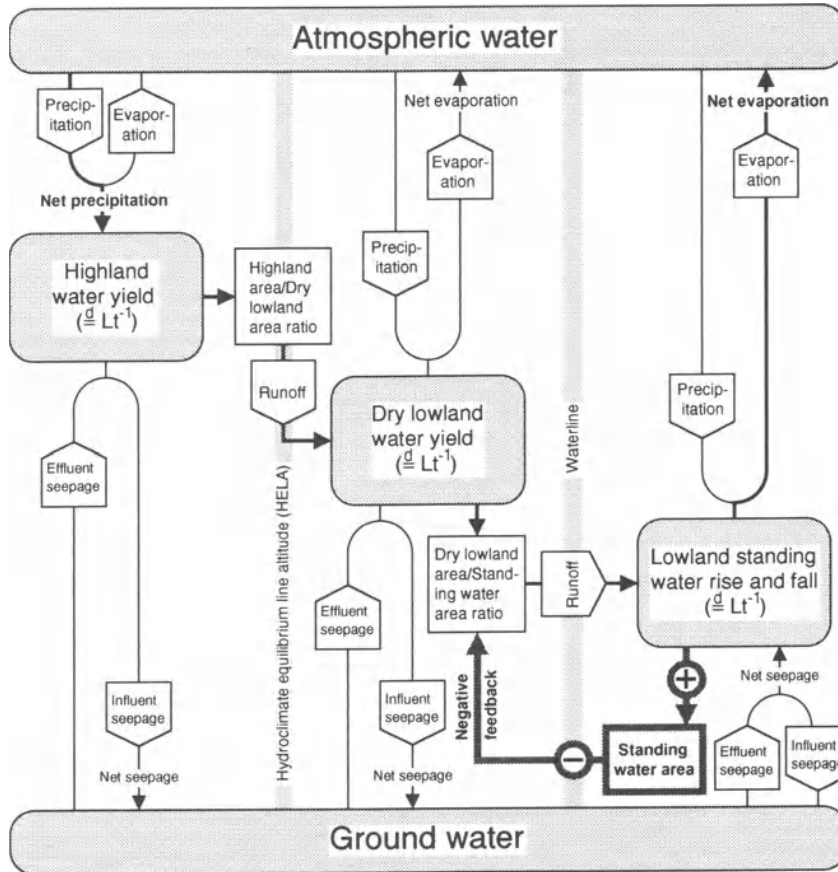 Atmospheric water
Precip-
itation
Evapor-
ation
Net precipitation
Highland
water yield
(≝ Lt⁻¹)
Highland
area/Dry
lowland
area ratio
Runoff
Effluent
seepage
Influent
seepage
Net seepage
Hydroclimate equilibrium line altitude (HELA)
Net evaporation
Evapor-
ation
Precip-
itation
Dry lowland
water yield
(≝ Lt⁻¹)
Dry lowland
area/Stand-
ing water
area ratio
Effluent
seepage
Influent
seepage
Net seepage
Negative
feedback
Waterline
Runoff
Net evaporation
Evapor-
ation
Precip-
itation
Lowland standing
water rise and fall
(≝ Lt⁻¹)
+
−
Standing
water area
Net seepage
Effluent
seepage
Influent
seepage
Ground water